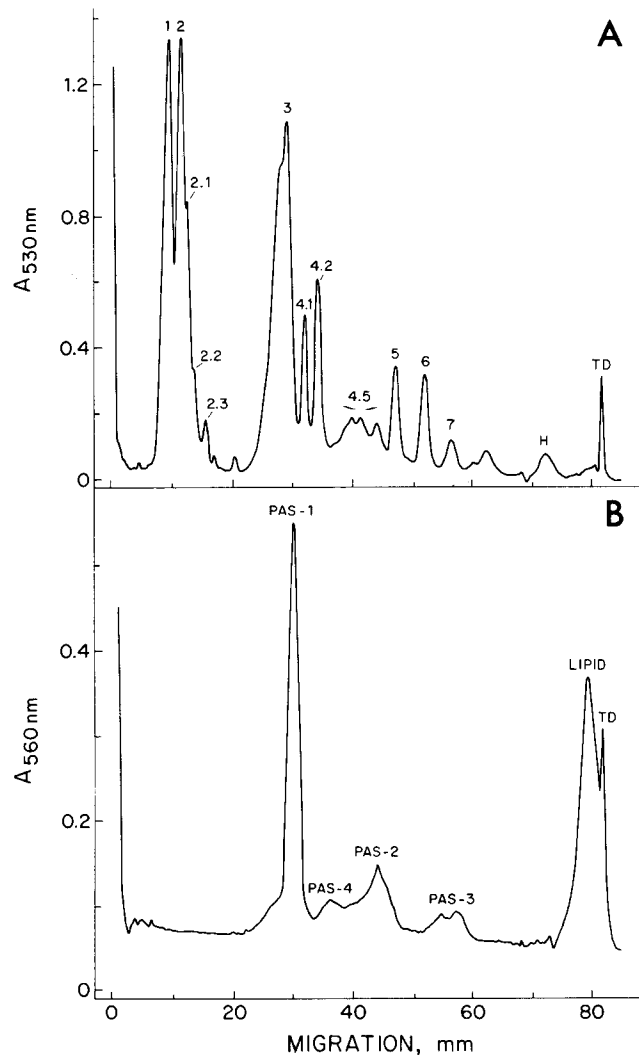 A
1 2
3
2.1
2.2
2.3
4.1
4.2
4.5
5
6
7
H
TD
1.2
0.8
0.4
0
A530nm
B
PAS-1
PAS-4
PAS-2
PAS-3
LIPID
TD
0.4
0.2
0
A560nm
0 20 40 60 80
MIGRATION, mm